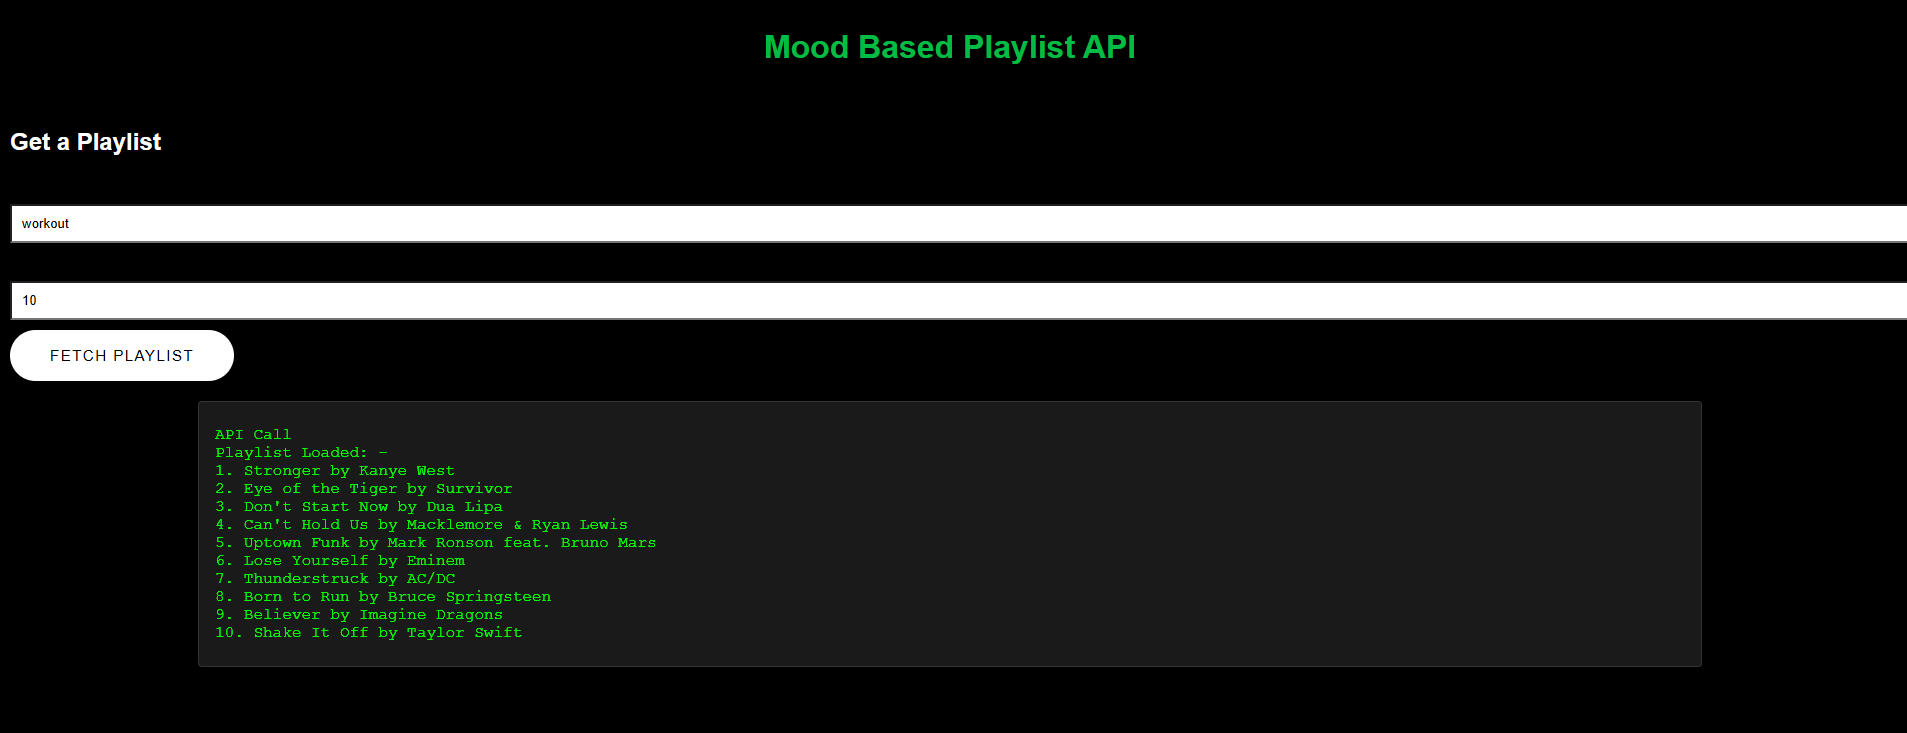 Mood Based Playlist API
Get a Playlist
workout
10
FETCH PLAYLIST
API Call
Playlist Loaded: -
1. Stronger by Kanye West
2. Eye of the Tiger by Survivor
3. Don't Start Now by Dua Lipa
4. Can't Hold Us by Macklemore & Ryan Lewis
5. Uptown Funk by Mark Ronson feat. Bruno Mars
6. Lose Yourself by Eminem
7. Thunderstruck by AC/DC
8. Born to Run by Bruce Springsteen
9. Believer by Imagine Dragons
10. Shake It Off by Taylor Swift